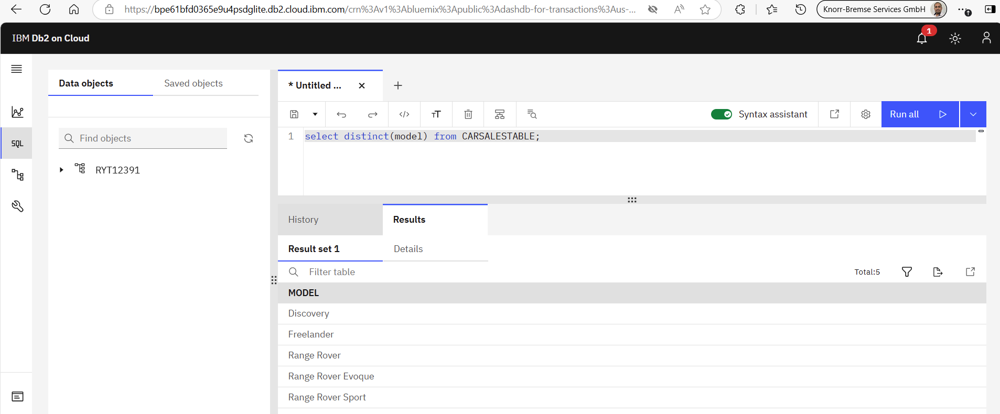 https://bpe61bfd0365e9u4psdglite.db2.cloud.ibm.com/crn%3Av1%3Abluemix%3Apublic%3Adashdb-for-transactions%3Aus-...
Knorr-Bremse Services GmbH
IBM Db2 on Cloud
1
Data objects
Saved objects
* Untitled ...
Syntax assistant
Run all
SQL
Find objects
RYT12391
1 select distinct(model) from CARSALESTABLE;
History
Results
Result set 1
Details
Filter table
Total:5
MODEL
Discovery
Freelander
Range Rover
Range Rover Evoque
Range Rover Sport